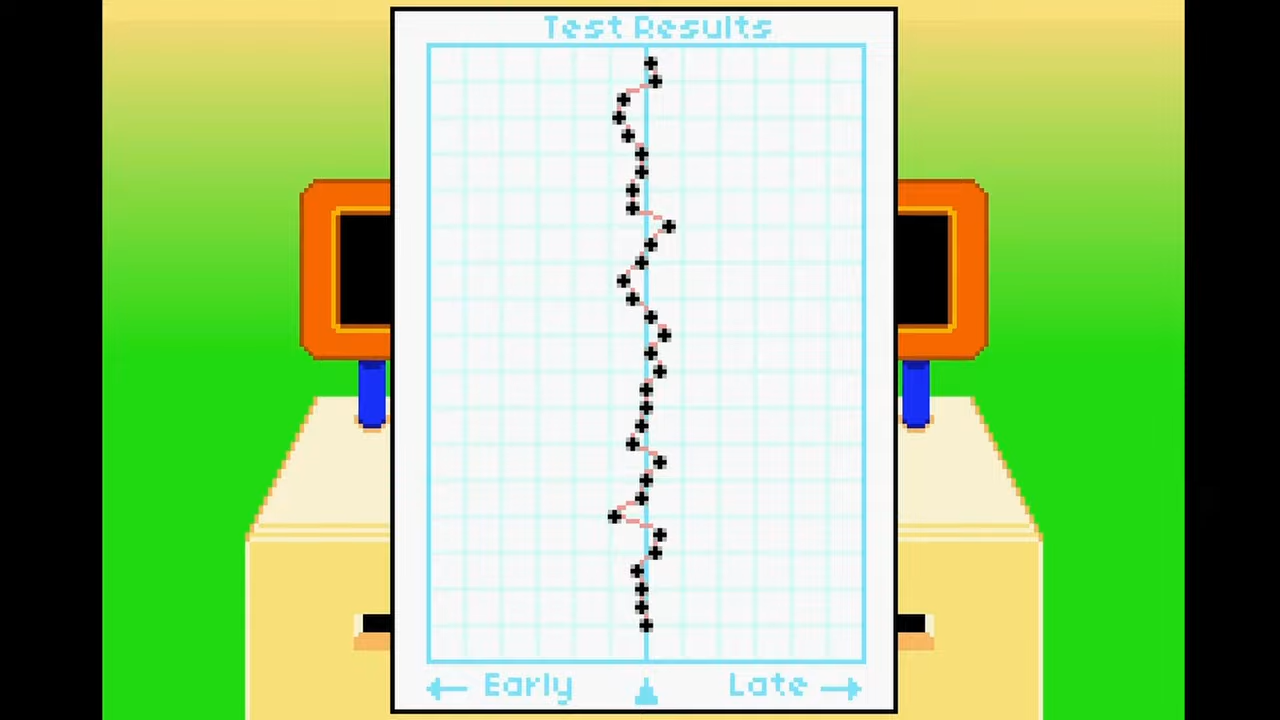 Test Results
← Early Late →